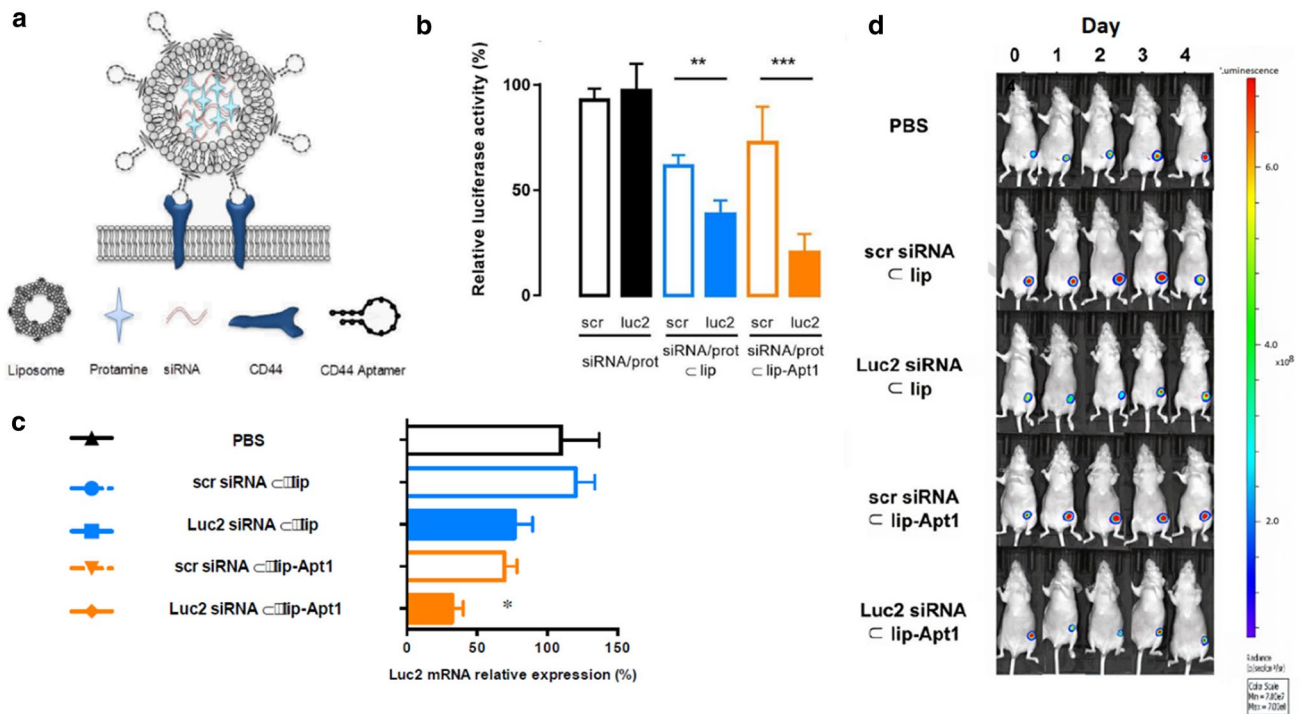 a
Liposome
Protamine
siRNA
CD44
CD44 Aptamer
b
Relative luciferase activity (%)
100
50
0
**
***
scr
luc2
scr
luc2
scr
luc2
siRNA/prot
siRNA/prot
⊂ lip
siRNA/prot
⊂ lip-Apt1
c
PBS
scr siRNA ⊂ lip
Luc2 siRNA ⊂ lip
scr siRNA ⊂ lip-Apt1
Luc2 siRNA ⊂ lip-Apt1
*
0
50
100
150
Luc2 mRNA relative expression (%)
d
Day
0
1
2
3
4
PBS
scr siRNA
⊂ lip
Luc2 siRNA
⊂ lip
scr siRNA
⊂ lip-Apt1
Luc2 siRNA
⊂ lip-Apt1
Luminescence
6.0
4.0
x10⁸
2.0
Radiance
Color Scale